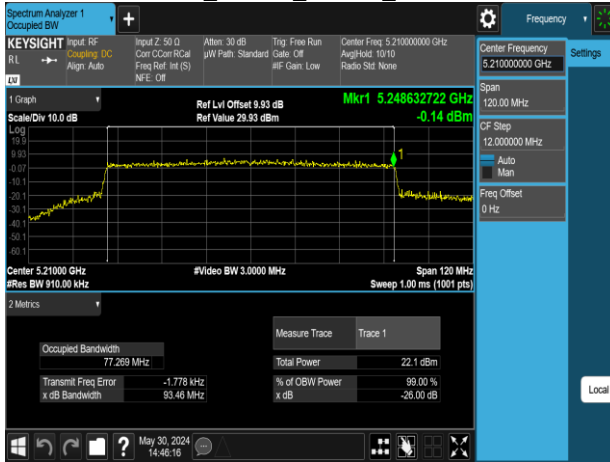 Spectrum Analyzer 1
Occupied BW
Frequency
KEYSIGHT
Input: RF
Coupling: DC
Align: Auto
RL
LXI
Input Z: 50 Ω
Corr CCorr RCal
Freq Ref: Int (S)
NFE: Off
Atten: 30 dB
µW Path: Standard
Trig: Free Run
Gate: Off
#IF Gain: Low
Center Freq: 5.210000000 GHz
Avg|Hold: 10/10
Radio Std: None
Center Frequency
5.210000000 GHz
Settings
Span
120.00 MHz
CF Step
12.000000 MHz
Auto
Man
Freq Offset
0 Hz
Local
1 Graph
Scale/Div 10.0 dB
Ref Lvl Offset 9.93 dB
Ref Value 29.93 dBm
Mkr1 5.248632722 GHz
-0.14 dBm
Log
19.9
9.93
-0.07
-10.1
-20.1
-30.1
-40.1
-50.1
-60.1
1
Center 5.21000 GHz
#Res BW 910.00 kHz
#Video BW 3.0000 MHz
Span 120 MHz
Sweep 1.00 ms (1001 pts)
2 Metrics
Measure Trace Trace 1
Occupied Bandwidth
77.269 MHz
Total Power 22.1 dBm
Transmit Freq Error -1.778 kHz
% of OBW Power 99.00 %
x dB Bandwidth 93.46 MHz
x dB -26.00 dB
?
May 30, 2024
14:46:16